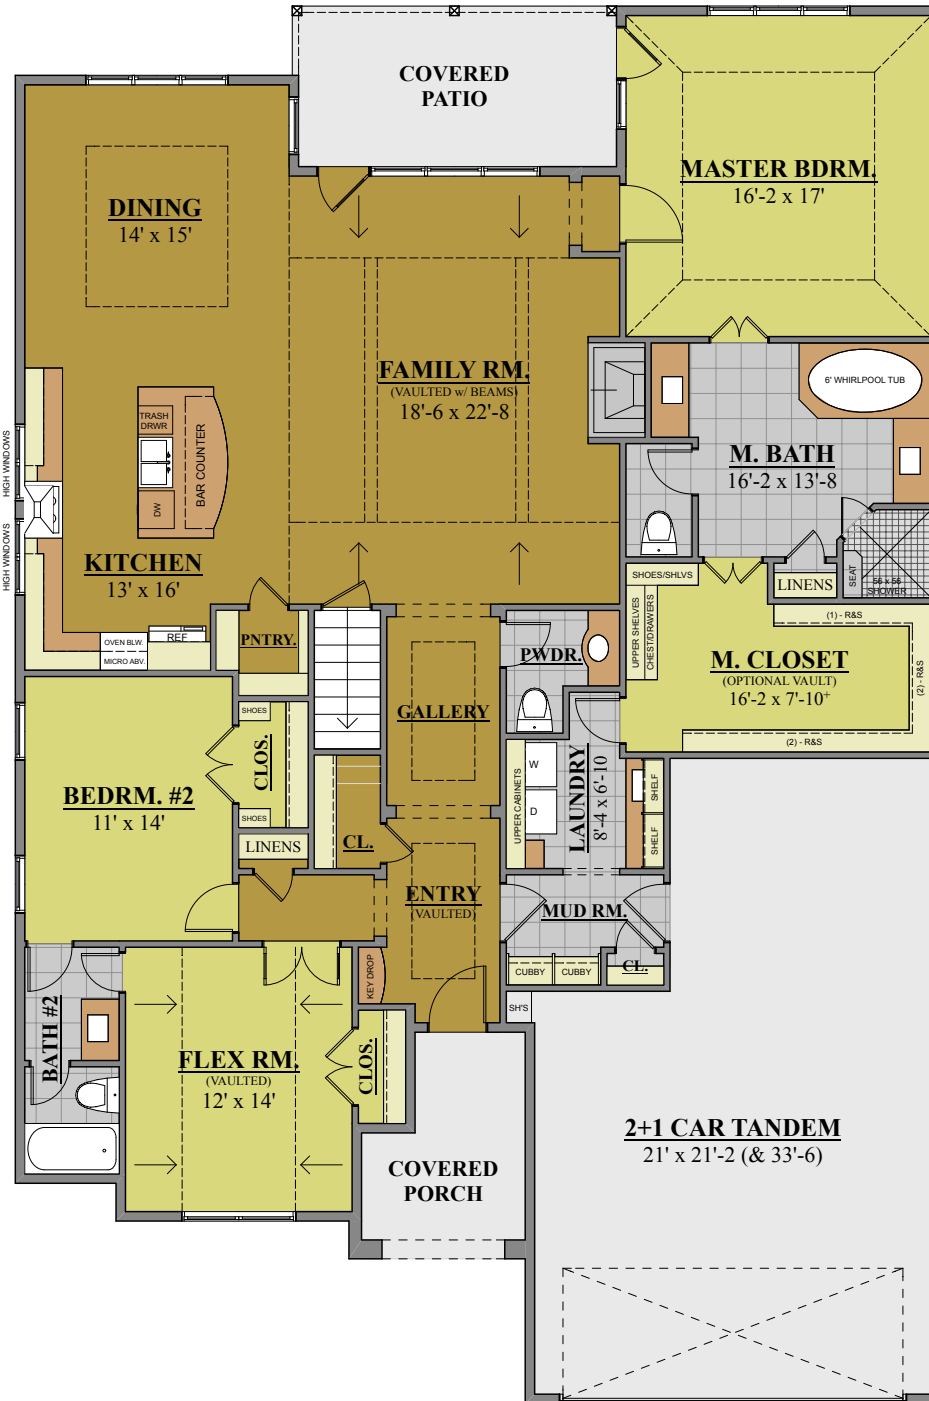 COVERED
PATIO
MASTER BDRM.
16'-2 x 17'
DINING
14' x 15'
FAMILY RM.
(VAULTED w/ BEAMS)
18'-6 x 22'-8
6' WHIRLPOOL TUB
TRASH
DRWR
BAR COUNTER
DW
HIGH WINDOWS
HIGH WINDOWS
M. BATH
16'-2 x 13'-8
KITCHEN
13' x 16'
SEAT
56 x 56
SHOWER
LINENS
SHOES/SHLVS
UPPER SHELVES
CHEST/DRAWERS
(1) - R&S
(2) - R&S
(2) - R&S
M. CLOSET
(OPTIONAL VAULT)
16'-2 x 7'-10+
OVEN BLW.
MICRO ABV.
REF
PNTRY.
PWDR.
GALLERY
SHOES
CLOS.
SHOES
BEDRM. #2
11' x 14'
LINENS
CL.
UPPER CABINETS
W
D
LAUNDRY
8'-4 x 6'-10
SHELF
SHELF
ENTRY
(VAULTED)
MUD RM.
CUBBY
CUBBY
CL.
KEY DROP
SH'S
BATH #2
FLEX RM.
(VAULTED)
12' x 14'
CLOS.
COVERED
PORCH
2+1 CAR TANDEM
21' x 21'-2 (& 33'-6)